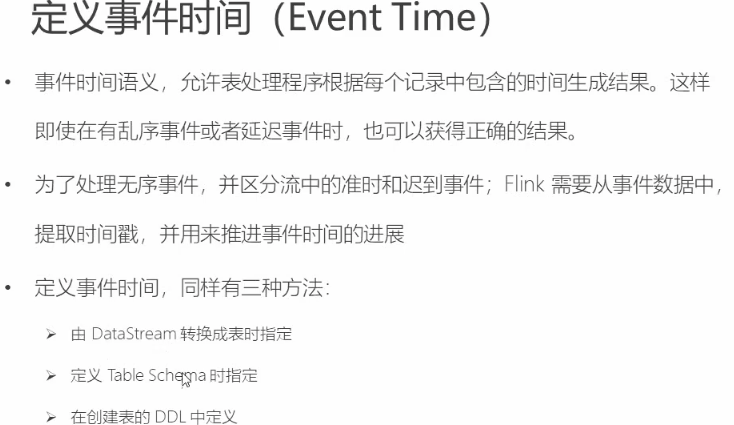 定义事件时间（Event Time）
• 事件时间语义，允许表处理程序根据每个记录中包含的时间生成结果。这样
即使在有乱序事件或者延迟事件时，也可以获得正确的结果。
• 为了处理无序事件，并区分流中的准时和迟到事件；Flink 需要从事件数据中，
提取时间戳，并用来推进事件时间的进展
• 定义事件时间，同样有三种方法：
➢ 由 DataStream 转换成表时指定
➢ 定义 Table Schema 时指定
➢ 在创建表的 DDL 中定义